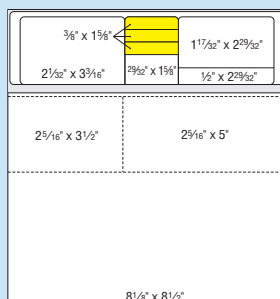 ⅜" x 1⅝"
1¹⁷⁄₃₂" x 2²⁹⁄₃₂"
2¹⁄₃₂" x 3³⁄₁₆"
²⁹⁄₃₂" x 1⅝"
½" x 2²⁹⁄₃₂"
2⁵⁄₁₆" x 3½"
2⁵⁄₁₆" x 5"
8⅛" x 8½"